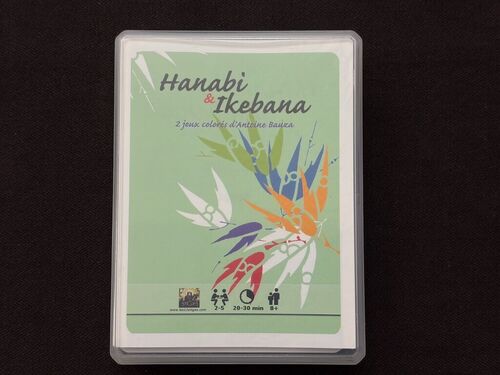 Hanabi
& Ikebana
2 jeux colorés d'Antoine Bauza
2-5
20-30 min
8+